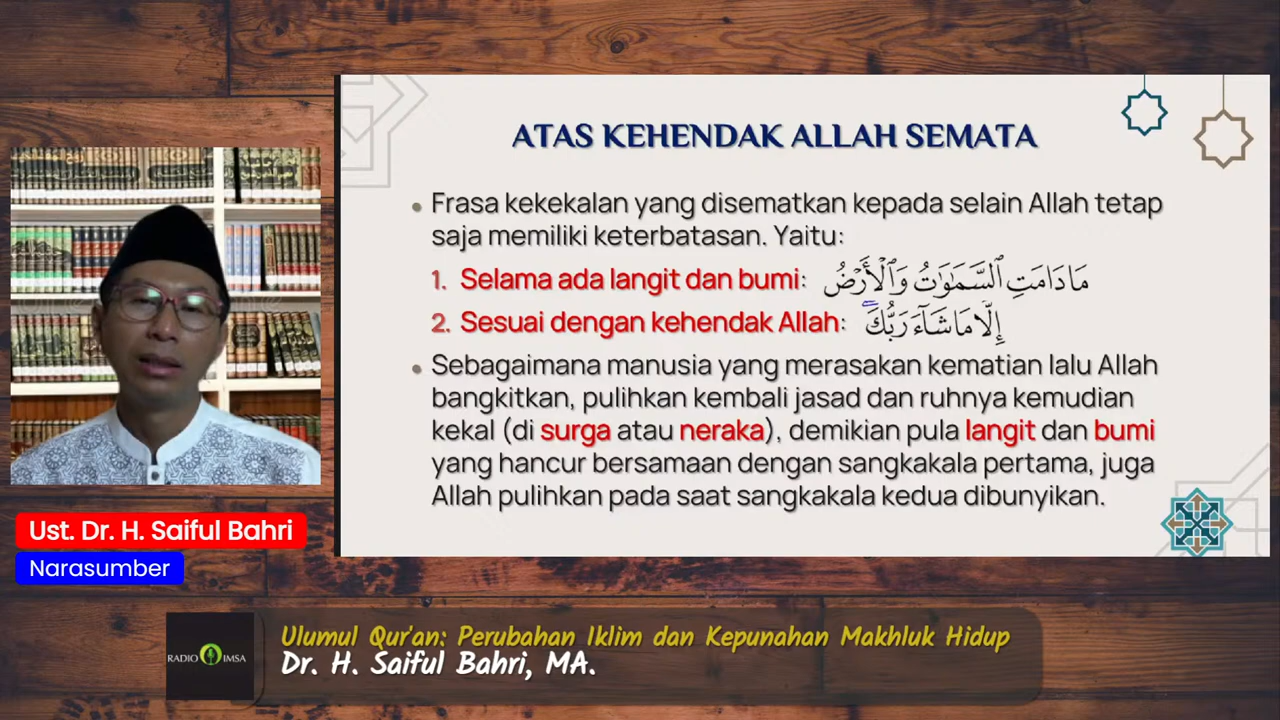 ATAS KEHENDAK ALLAH SEMATA
• Frasa kekekalan yang disematkan kepada selain Allah tetap
saja memiliki keterbatasan. Yaitu:
1. Selama ada langit dan bumi: مَا دَامَتِ ٱلسَّمَٰوَٰتُ وَٱلْأَرْضُ
2. Sesuai dengan kehendak Allah: إِلَّا مَا شَآءَ رَبُّكَ ۖ
• Sebagaimana manusia yang merasakan kematian lalu Allah
bangkitkan, pulihkan kembali jasad dan ruhnya kemudian
kekal (di surga atau neraka), demikian pula langit dan bumi
yang hancur bersamaan dengan sangkakala pertama, juga
Allah pulihkan pada saat sangkakala kedua dibunyikan.
Ust. Dr. H. Saiful Bahri
Narasumber
RADIO IMSA
Ulumul Qur'an: Perubahan Iklim dan Kepunahan Makhluk Hidup
Dr. H. Saiful Bahri, MA.